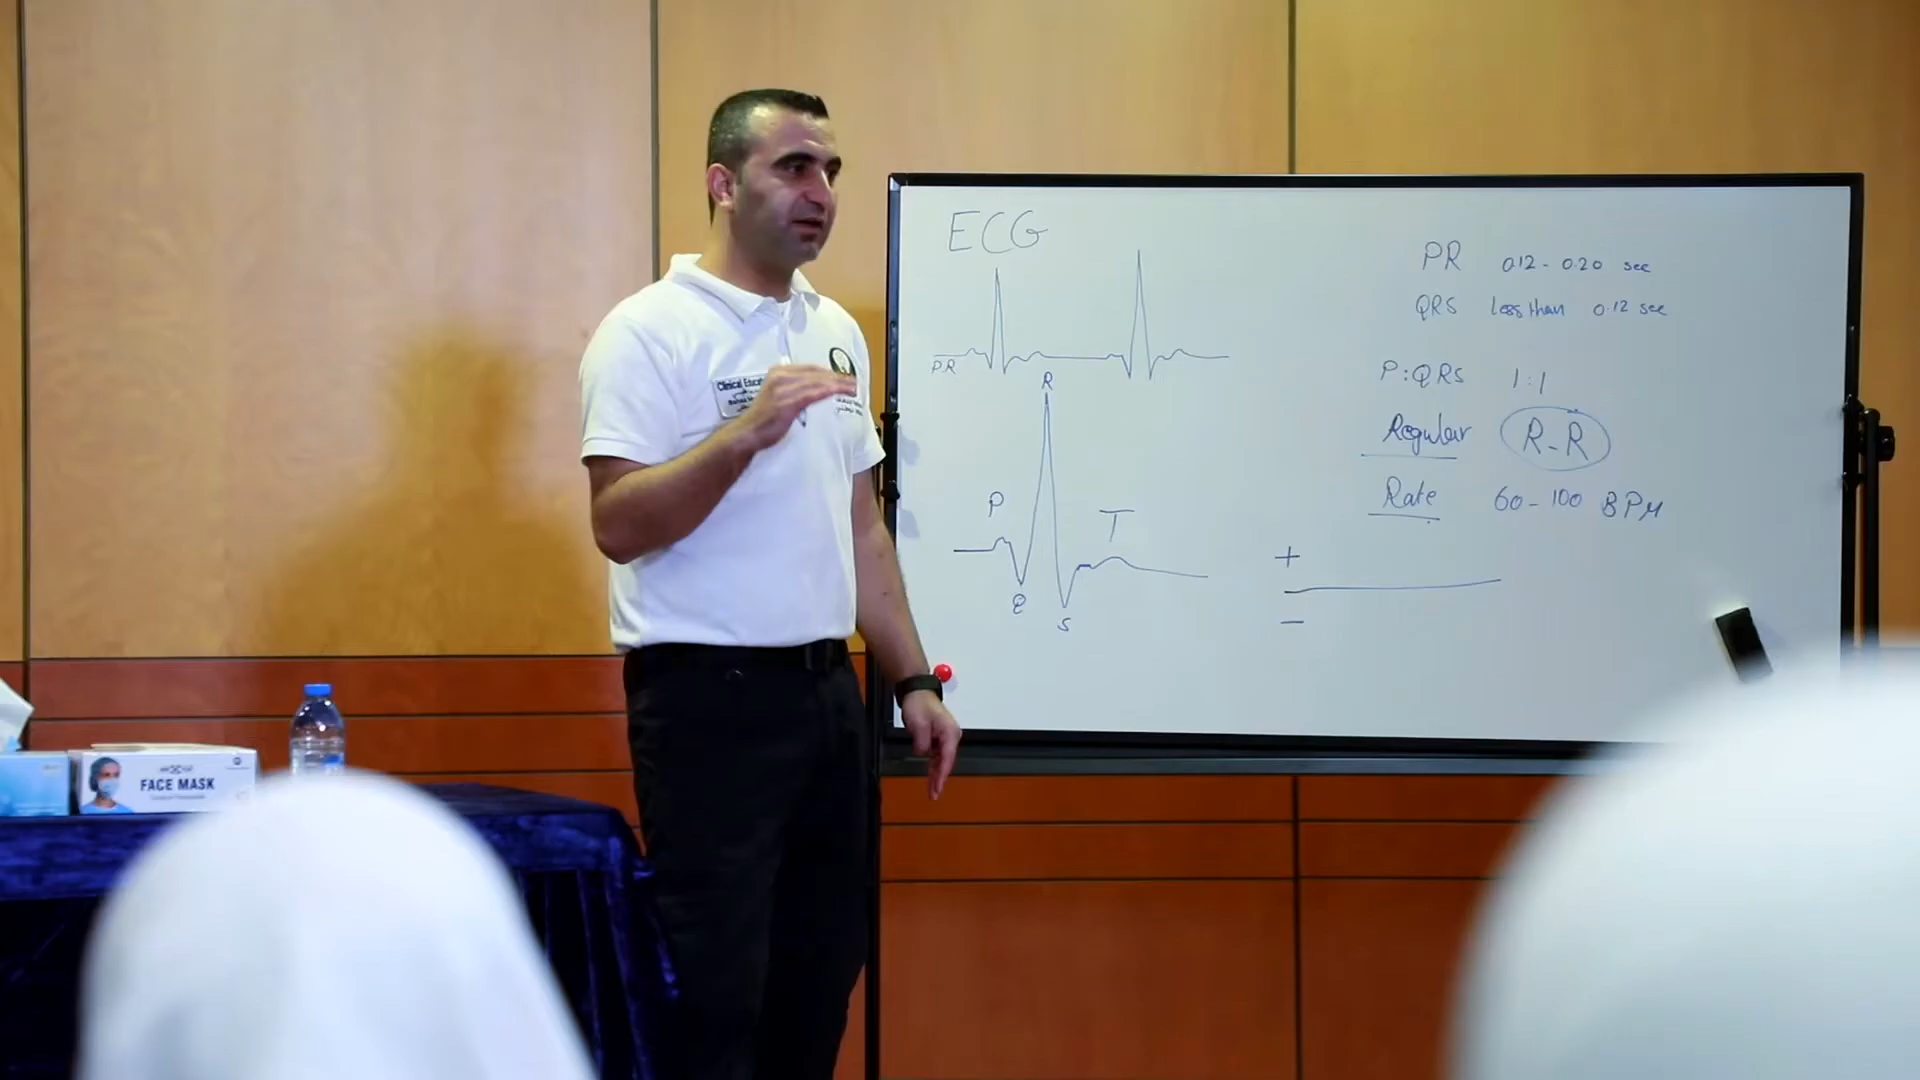 ECG
PR
R
P
T
Q
S
PR 0.12 - 0.20 sec
QRS less than 0.12 sec
P:QRS 1:1
Regular R-R
Rate 60-100 BPM
+
−
Clinical Educat
FACE MASK